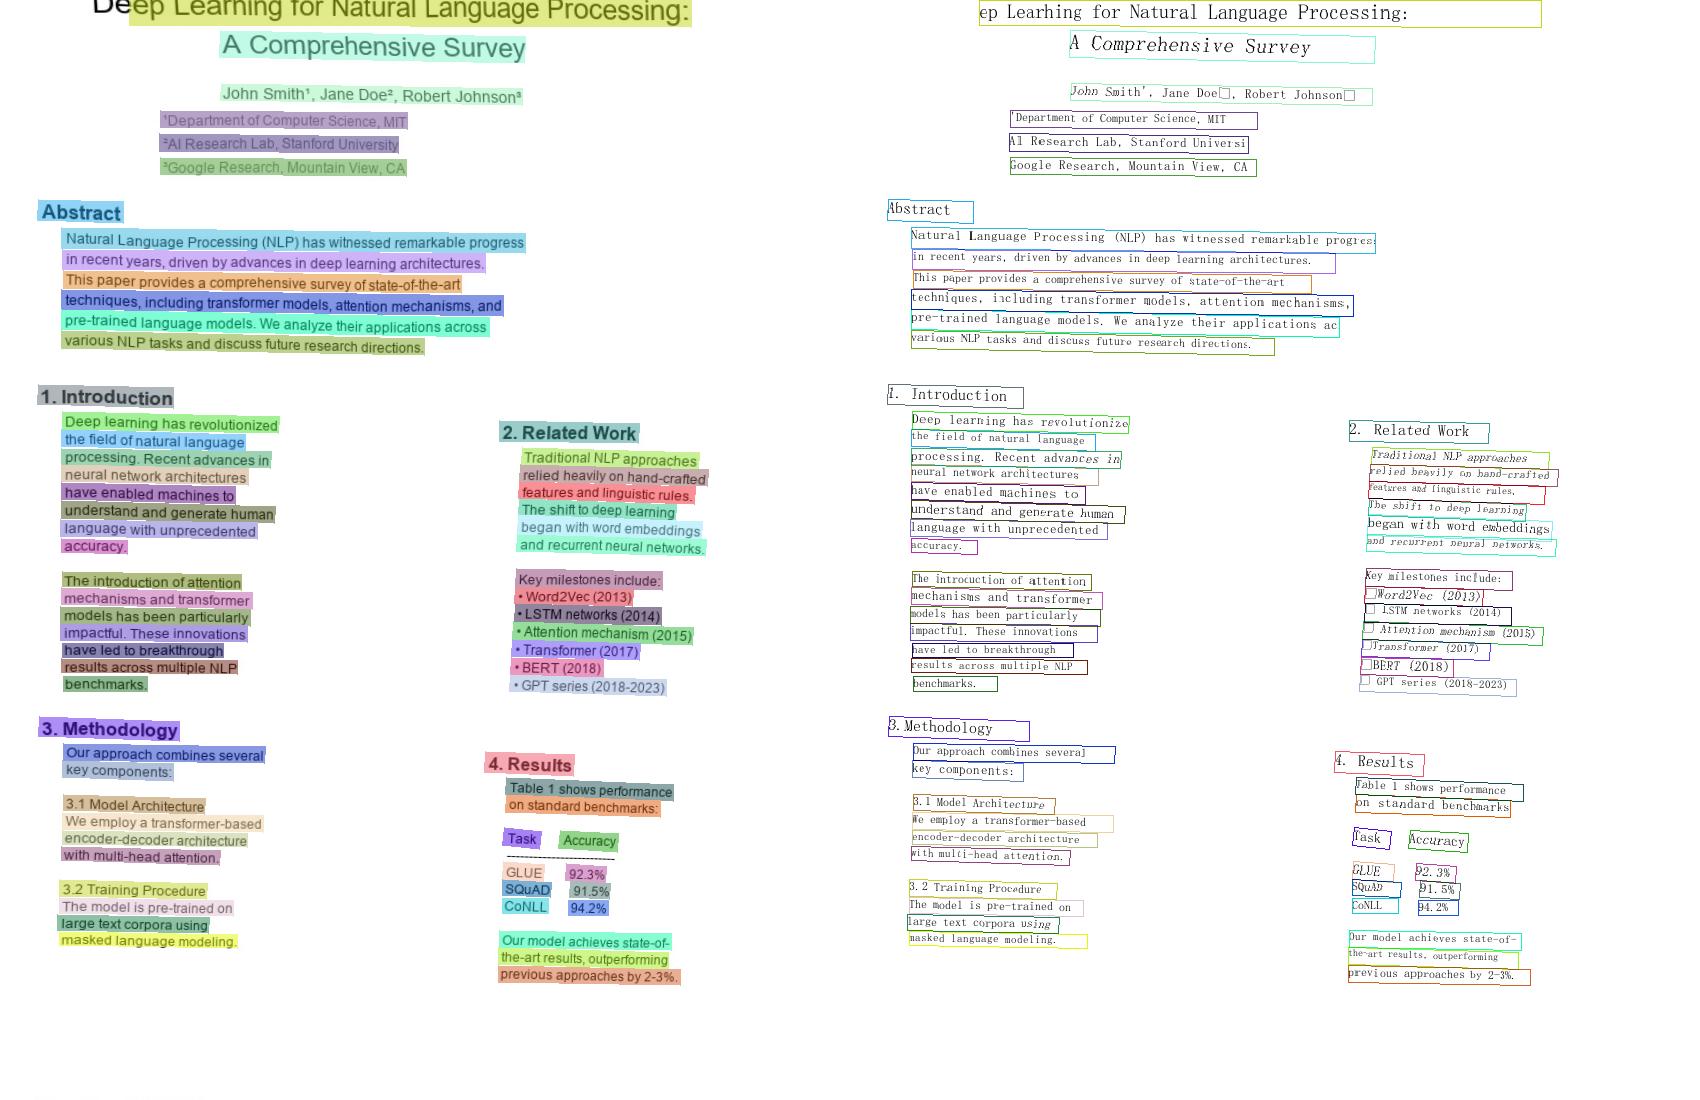 Deep Learning for Natural Language Processing:
A Comprehensive Survey
John Smith¹, Jane Doe², Robert Johnson³
¹Department of Computer Science, MIT
²AI Research Lab, Stanford University
³Google Research, Mountain View, CA
Abstract
Natural Language Processing (NLP) has witnessed remarkable progress
in recent years, driven by advances in deep learning architectures.
This paper provides a comprehensive survey of state-of-the-art
techniques, including transformer models, attention mechanisms, and
pre-trained language models. We analyze their applications across
various NLP tasks and discuss future research directions.
1. Introduction
Deep learning has revolutionized
the field of natural language
processing. Recent advances in
neural network architectures
have enabled machines to
understand and generate human
language with unprecedented
accuracy.
The introduction of attention
mechanisms and transformer
models has been particularly
impactful. These innovations
have led to breakthrough
results across multiple NLP
benchmarks.
2. Related Work
Traditional NLP approaches
relied heavily on hand-crafted
features and linguistic rules.
The shift to deep learning
began with word embeddings
and recurrent neural networks.
Key milestones include:
• Word2Vec (2013)
• LSTM networks (2014)
• Attention mechanism (2015)
• Transformer (2017)
• BERT (2018)
• GPT series (2018-2023)
3. Methodology
Our approach combines several
key components:
3.1 Model Architecture
We employ a transformer-based
encoder-decoder architecture
with multi-head attention.
3.2 Training Procedure
The model is pre-trained on
large text corpora using
masked language modeling.
4. Results
Table 1 shows performance
on standard benchmarks:
Task Accuracy
------------------------
GLUE 92.3%
SQuAD 91.5%
CoNLL 94.2%
Our model achieves state-of-
the-art results, outperforming
previous approaches by 2-3%.
ep Learhing for Natural Language Processing:
A Comprehensive Survey
John Smith', Jane Doe□, Robert Johnson□
'Department of Computer Science, MIT
AI Research Lab, Stanford Universi
Google Research, Mountain View, CA
Abstract
Natural Language Processing (NLP) has witnessed remarkable progres
in recent years, driven by advances in deep learning architectures.
This paper provides a comprehensive survey of state-of-the-art
techniques, including transformer models, attention mechanisms,
pre-trained language models. We analyze their applications ac
various NLP tasks and discuss future research directions.
1. Introduction
Deep learning has revolutionize
the field of natural language
processing. Recent advances in
neural network architectures
have enabled machines to
understand and generate human
language with unprecedented
accuracy.
The introcuction of attention
mechanisms and transformer
models has been particularly
impactful. These innovations
have led to breakthrough
results across multiple NLP
benchmarks.
2. Related Work
Traditional NLP approaches
relied heavily on hand-crafted
features and linguistic rules.
The shift to deep learning
began with word embeddings
and recurrent neural networks.
Key milestones include:
□Word2Vec (2013)
□ LSTM networks (2014)
□ Attention mechanism (2015)
□Transformer (2017)
□BERT (2018)
□ GPT series (2018-2023)
3.Methodology
Our approach combines several
key components:
3.1 Model Architecture
We employ a transformer-based
encoder-decoder architecture
with multi-head attention.
3.2 Training Procedure
The model is pre-trained on
large text corpora using
masked language modeling.
4. Results
Table 1 shows performance
on standard benchmarks
Task Accuracy
GLUE 92.3%
SQuAD 91.5%
CoNLL 94.2%
Our model achieves state-of-
the-art results, outperforming
previous approaches by 2-3%.